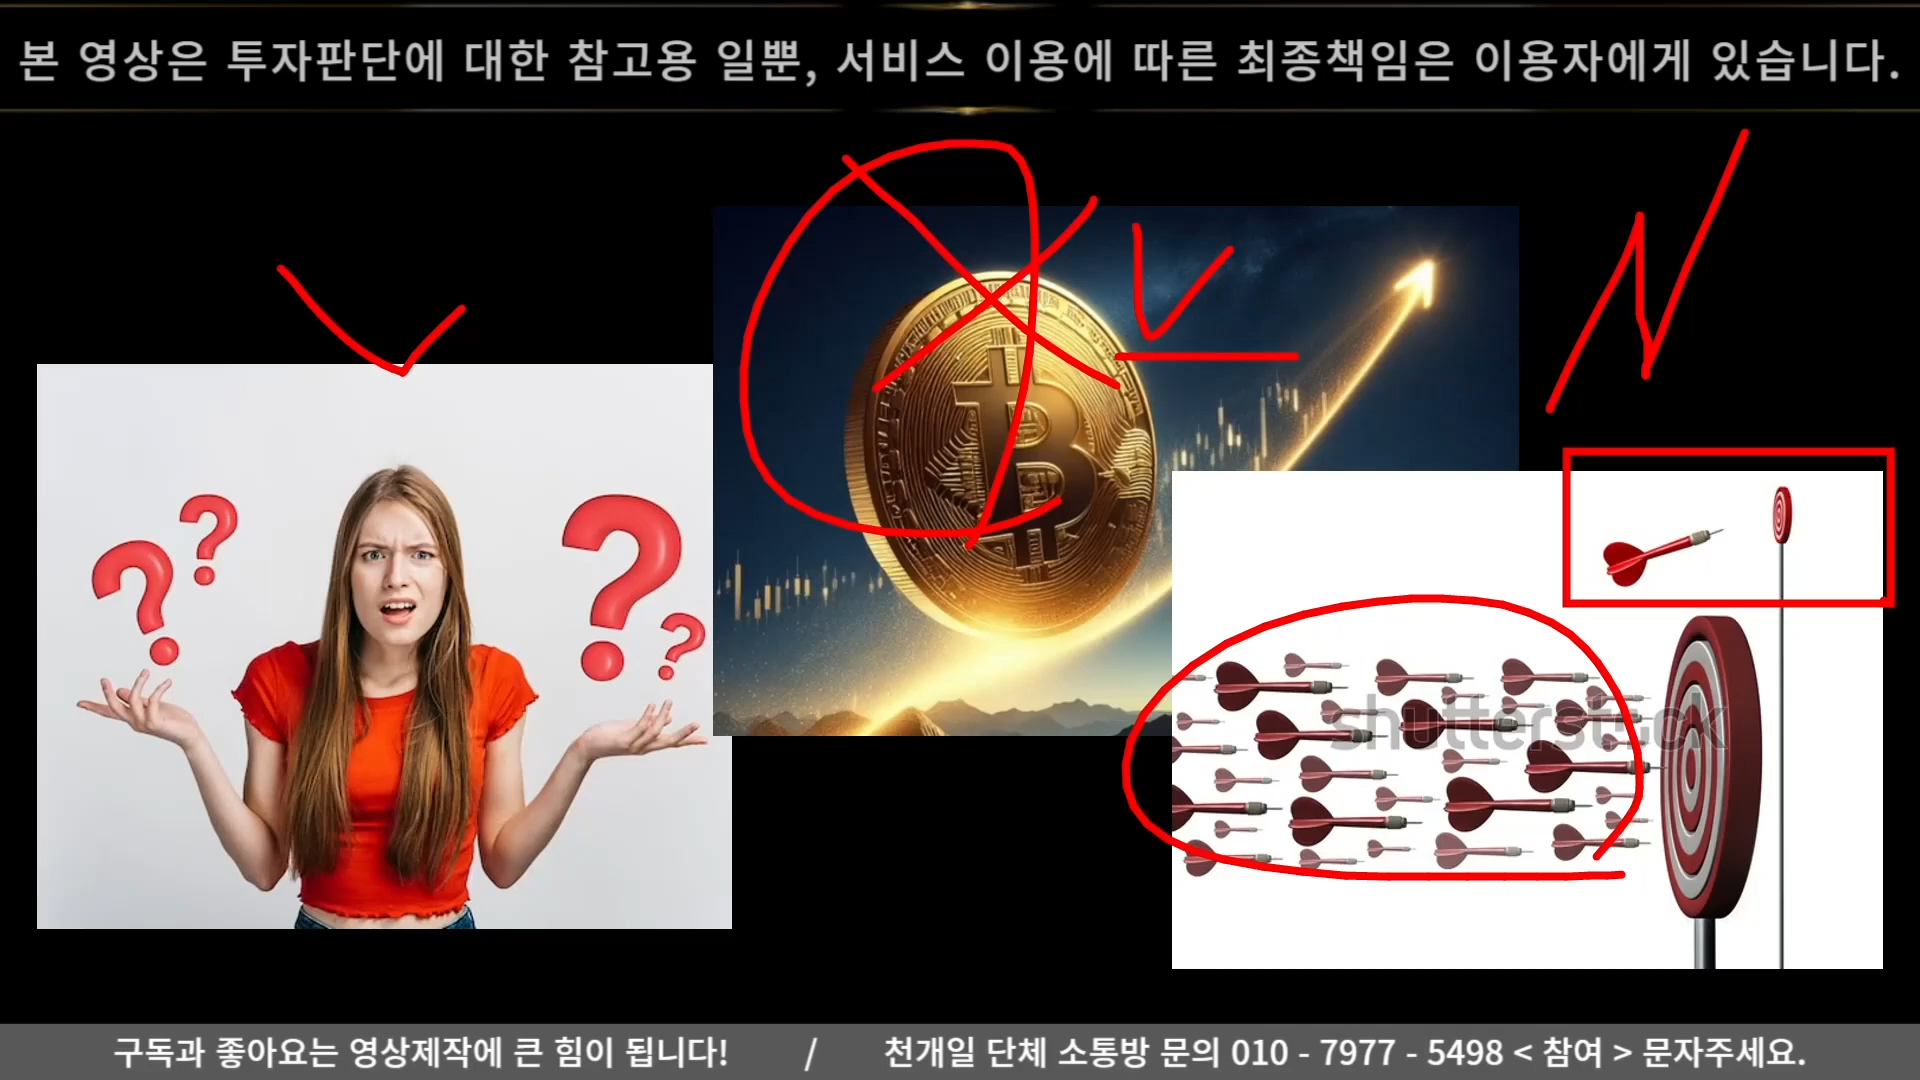 본 영상은 투자판단에 대한 참고용 일뿐, 서비스 이용에 따른 최종책임은 이용자에게 있습니다.
shutterstock
구독과 좋아요는 영상제작에 큰 힘이 됩니다! / 천개일 단체 소통방 문의 010 - 7977 - 5498 < 참여 > 문자주세요.